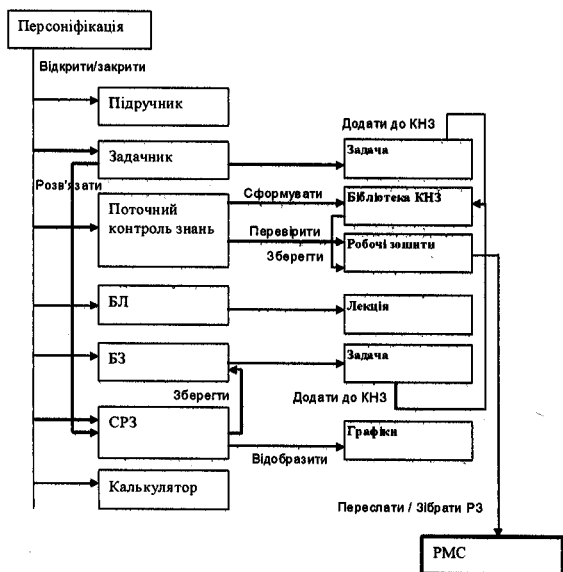 Персоніфікація
Відкрити/закрити
Підручник
Додати до КНЗ
Задачник
Задача
Розв'язати
Сформувати
Бібліотека КНЗ
Поточний
контроль знань
Перевірити
Зберегти
Робочі зошити
БЛ
Лекція
БЗ
Задача
Зберегти
Додати до КНЗ
СРЗ
Графіки
Відобразити
Калькулятор
Переслати / Зібрати РЗ
РМС